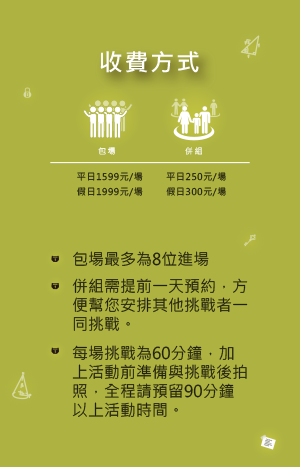 收費方式
包場 併組
平日1599元/場 平日250元/場
假日1999元/場 假日300元/場
包場最多為8位進場
併組需提前一天預約，方
便幫您安排其他挑戰者一
同挑戰。
每場挑戰為60分鐘，加
上活動前準備與挑戰後拍
照，全程請預留90分鐘
以上活動時間。